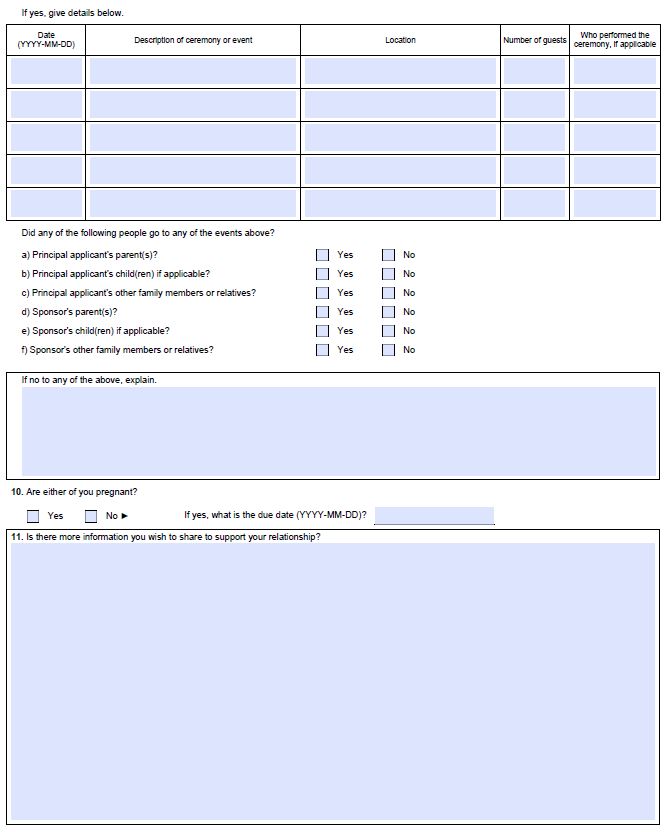 If yes, give details below.
Date
(YYYY-MM-DD)
Description of ceremony or event
Location
Number of guests
Who performed the
ceremony, if applicable
Did any of the following people go to any of the events above?
a) Principal applicant's parent(s)? Yes No
b) Principal applicant's child(ren) if applicable? Yes No
c) Principal applicant's other family members or relatives? Yes No
d) Sponsor's parent(s)? Yes No
e) Sponsor's child(ren) if applicable? Yes No
f) Sponsor's other family members or relatives? Yes No
If no to any of the above, explain.
10. Are either of you pregnant?
Yes No ► If yes, what is the due date (YYYY-MM-DD)?
11. Is there more information you wish to share to support your relationship?